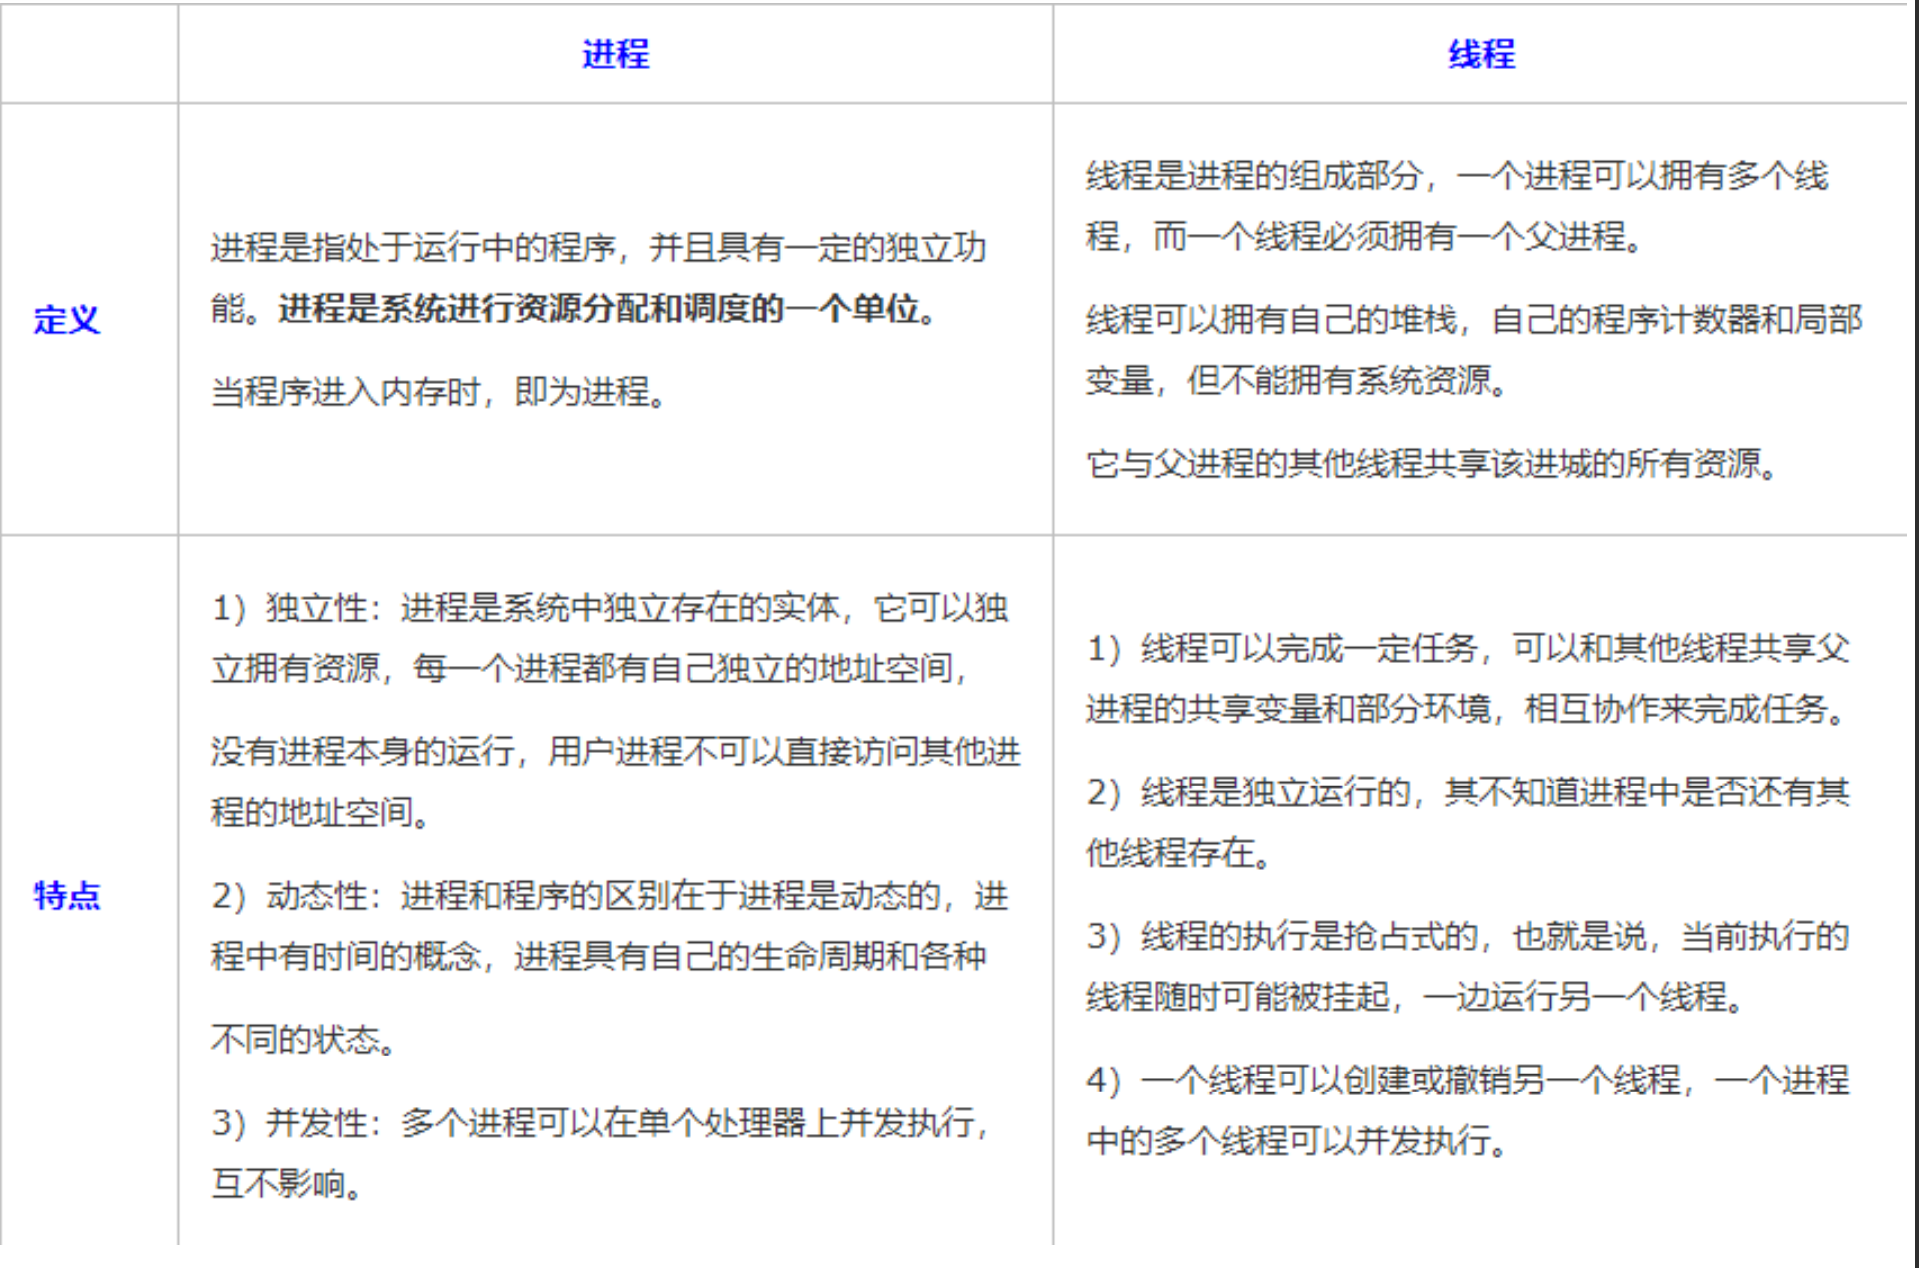 进程
线程
定义
进程是指处于运行中的程序，并且具有一定的独立功
能。进程是系统进行资源分配和调度的一个单位。
当程序进入内存时，即为进程。
线程是进程的组成部分，一个进程可以拥有多个线
程，而一个线程必须拥有一个父进程。
线程可以拥有自己的堆栈，自己的程序计数器和局部
变量，但不能拥有系统资源。
它与父进程的其他线程共享该进城的所有资源。
特点
1）独立性：进程是系统中独立存在的实体，它可以独
立拥有资源，每一个进程都有自己独立的地址空间，
没有进程本身的运行，用户进程不可以直接访问其他进
程的地址空间。
2）动态性：进程和程序的区别在于进程是动态的，进
程中有时间的概念，进程具有自己的生命周期和各种
不同的状态。
3）并发性：多个进程可以在单个处理器上并发执行，
互不影响。
1）线程可以完成一定任务，可以和其他线程共享父
进程的共享变量和部分环境，相互协作来完成任务。
2）线程是独立运行的，其不知道进程中是否还有其
他线程存在。
3）线程的执行是抢占式的，也就是说，当前执行的
线程随时可能被挂起，一边运行另一个线程。
4）一个线程可以创建或撤销另一个线程，一个进程
中的多个线程可以并发执行。